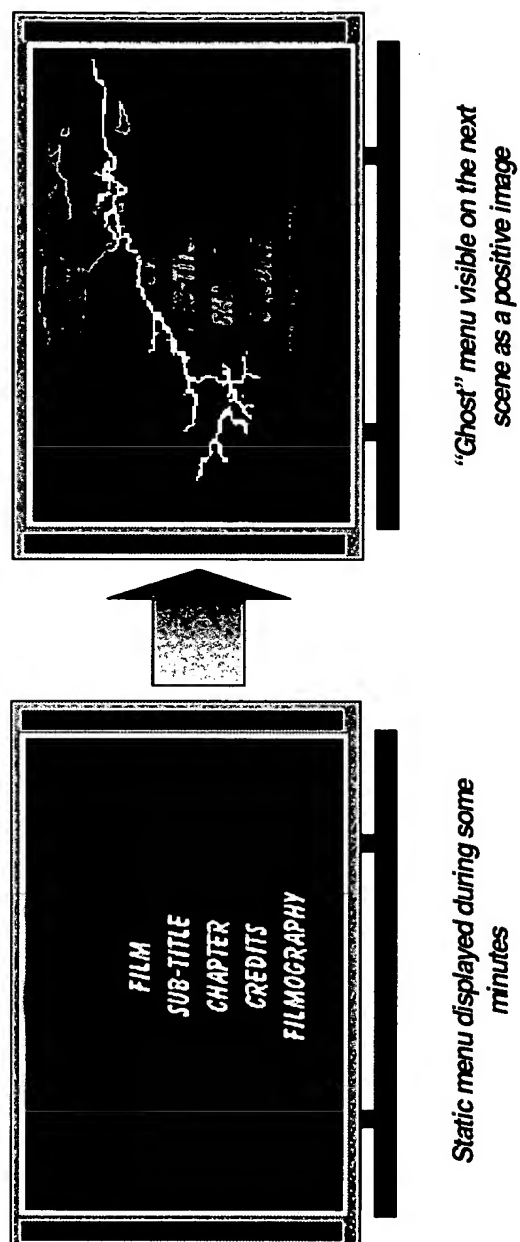 FILM
SUB-TITLE
CHAPTER
CREDITS
FILMOGRAPHY
Static menu displayed during some
minutes
"Ghost" menu visible on the next
scene as a positive image